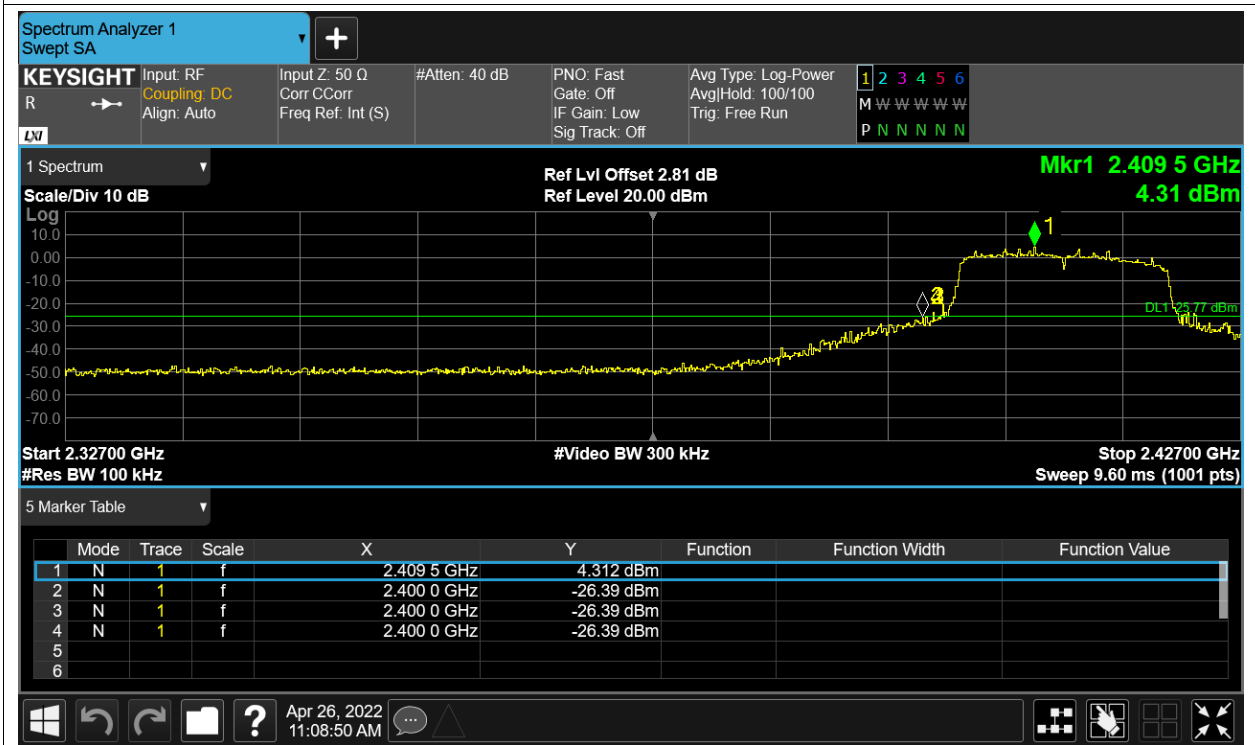 Spectrum Analyzer 1
Swept SA
KEYSIGHT Input: RF Input Z: 50 Ω #Atten: 40 dB PNO: Fast Avg Type: Log-Power 1 2 3 4 5 6
R Coupling: DC Corr CCorr Gate: Off Avg|Hold: 100/100 M W W W W W
Align: Auto Freq Ref: Int (S) IF Gain: Low Trig: Free Run
LXI Sig Track: Off P N N N N N
1 Spectrum Ref Lvl Offset 2.81 dB Mkr1 2.409 5 GHz
Scale/Div 10 dB Ref Level 20.00 dBm 4.31 dBm
Log
1
10.0
0.00
-10.0
-20.0
DL1 -25.77 dBm
-30.0
-40.0
-50.0
-60.0
-70.0
Start 2.32700 GHz #Video BW 300 kHz Stop 2.42700 GHz
#Res BW 100 kHz Sweep 9.60 ms (1001 pts)
5 Marker Table
Mode Trace Scale X Y Function Function Width Function Value
1 N 1 f 2.409 5 GHz 4.312 dBm
2 N 1 f 2.400 0 GHz -26.39 dBm
3 N 1 f 2.400 0 GHz -26.39 dBm
4 N 1 f 2.400 0 GHz -26.39 dBm
5
6
? Apr 26, 2022
11:08:50 AM